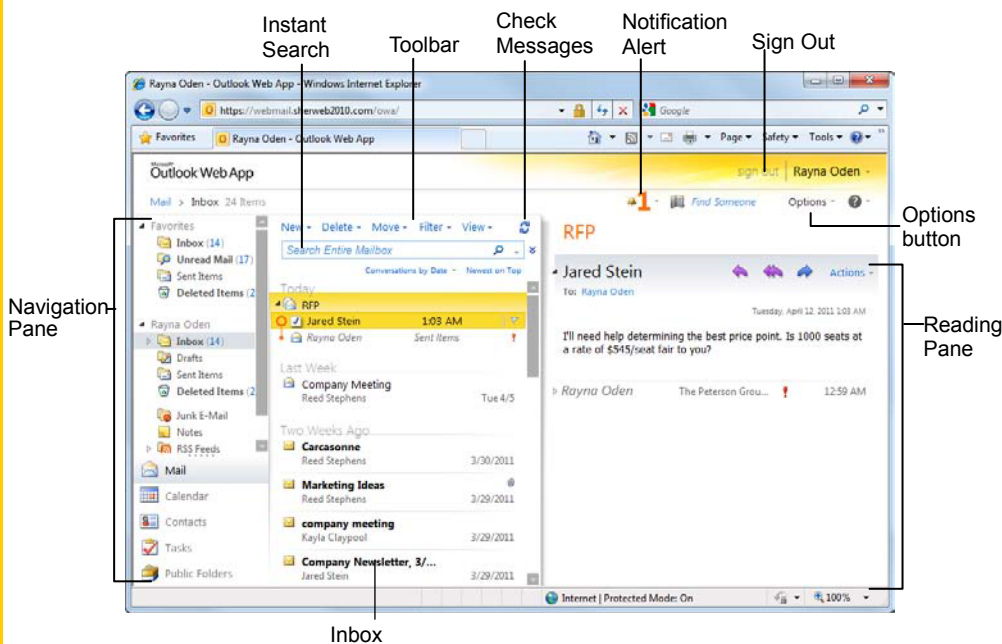 Instant
Search
Toolbar
Check
Messages
Notification
Alert
Sign Out
Rayna Oden - Outlook Web App - Windows Internet Explorer
https://webmail.sherweb2010.com/owa/
Google
Favorites
Rayna Oden - Outlook Web App
Page
Safety
Tools
Microsoft
Outlook Web App
sign out
Rayna Oden
Mail > Inbox 24 Items
1
Find Someone
Options
Options
button
Navigation
Pane
Favorites
Inbox (14)
Unread Mail (17)
Sent Items
Deleted Items (2
Rayna Oden
Inbox (14)
Drafts
Sent Items
Deleted Items (2
Junk E-Mail
Notes
RSS Feeds
Mail
Calendar
Contacts
Tasks
Public Folders
New Delete Move Filter View
Search Entire Mailbox
Conversations by Date Newest on Top
Today
RFP
Jared Stein 1:03 AM
Rayna Oden Sent Items !
Last Week
Company Meeting
Reed Stephens Tue 4/5
Two Weeks Ago
Carcasonne
Reed Stephens 3/30/2011
Marketing Ideas
Reed Stephens 3/29/2011
company meeting
Kayla Claypool 3/29/2011
Company Newsletter, 3/...
Jared Stein 3/29/2011
RFP
Jared Stein
Actions
To: Rayna Oden
Tuesday, April 12, 2011 1:03 AM
I'll need help determining the best price point. Is 1000 seats at
a rate of $545/seat fair to you?
Rayna Oden The Peterson Grou... ! 12:59 AM
Reading
Pane
Internet | Protected Mode: On
100%
Inbox